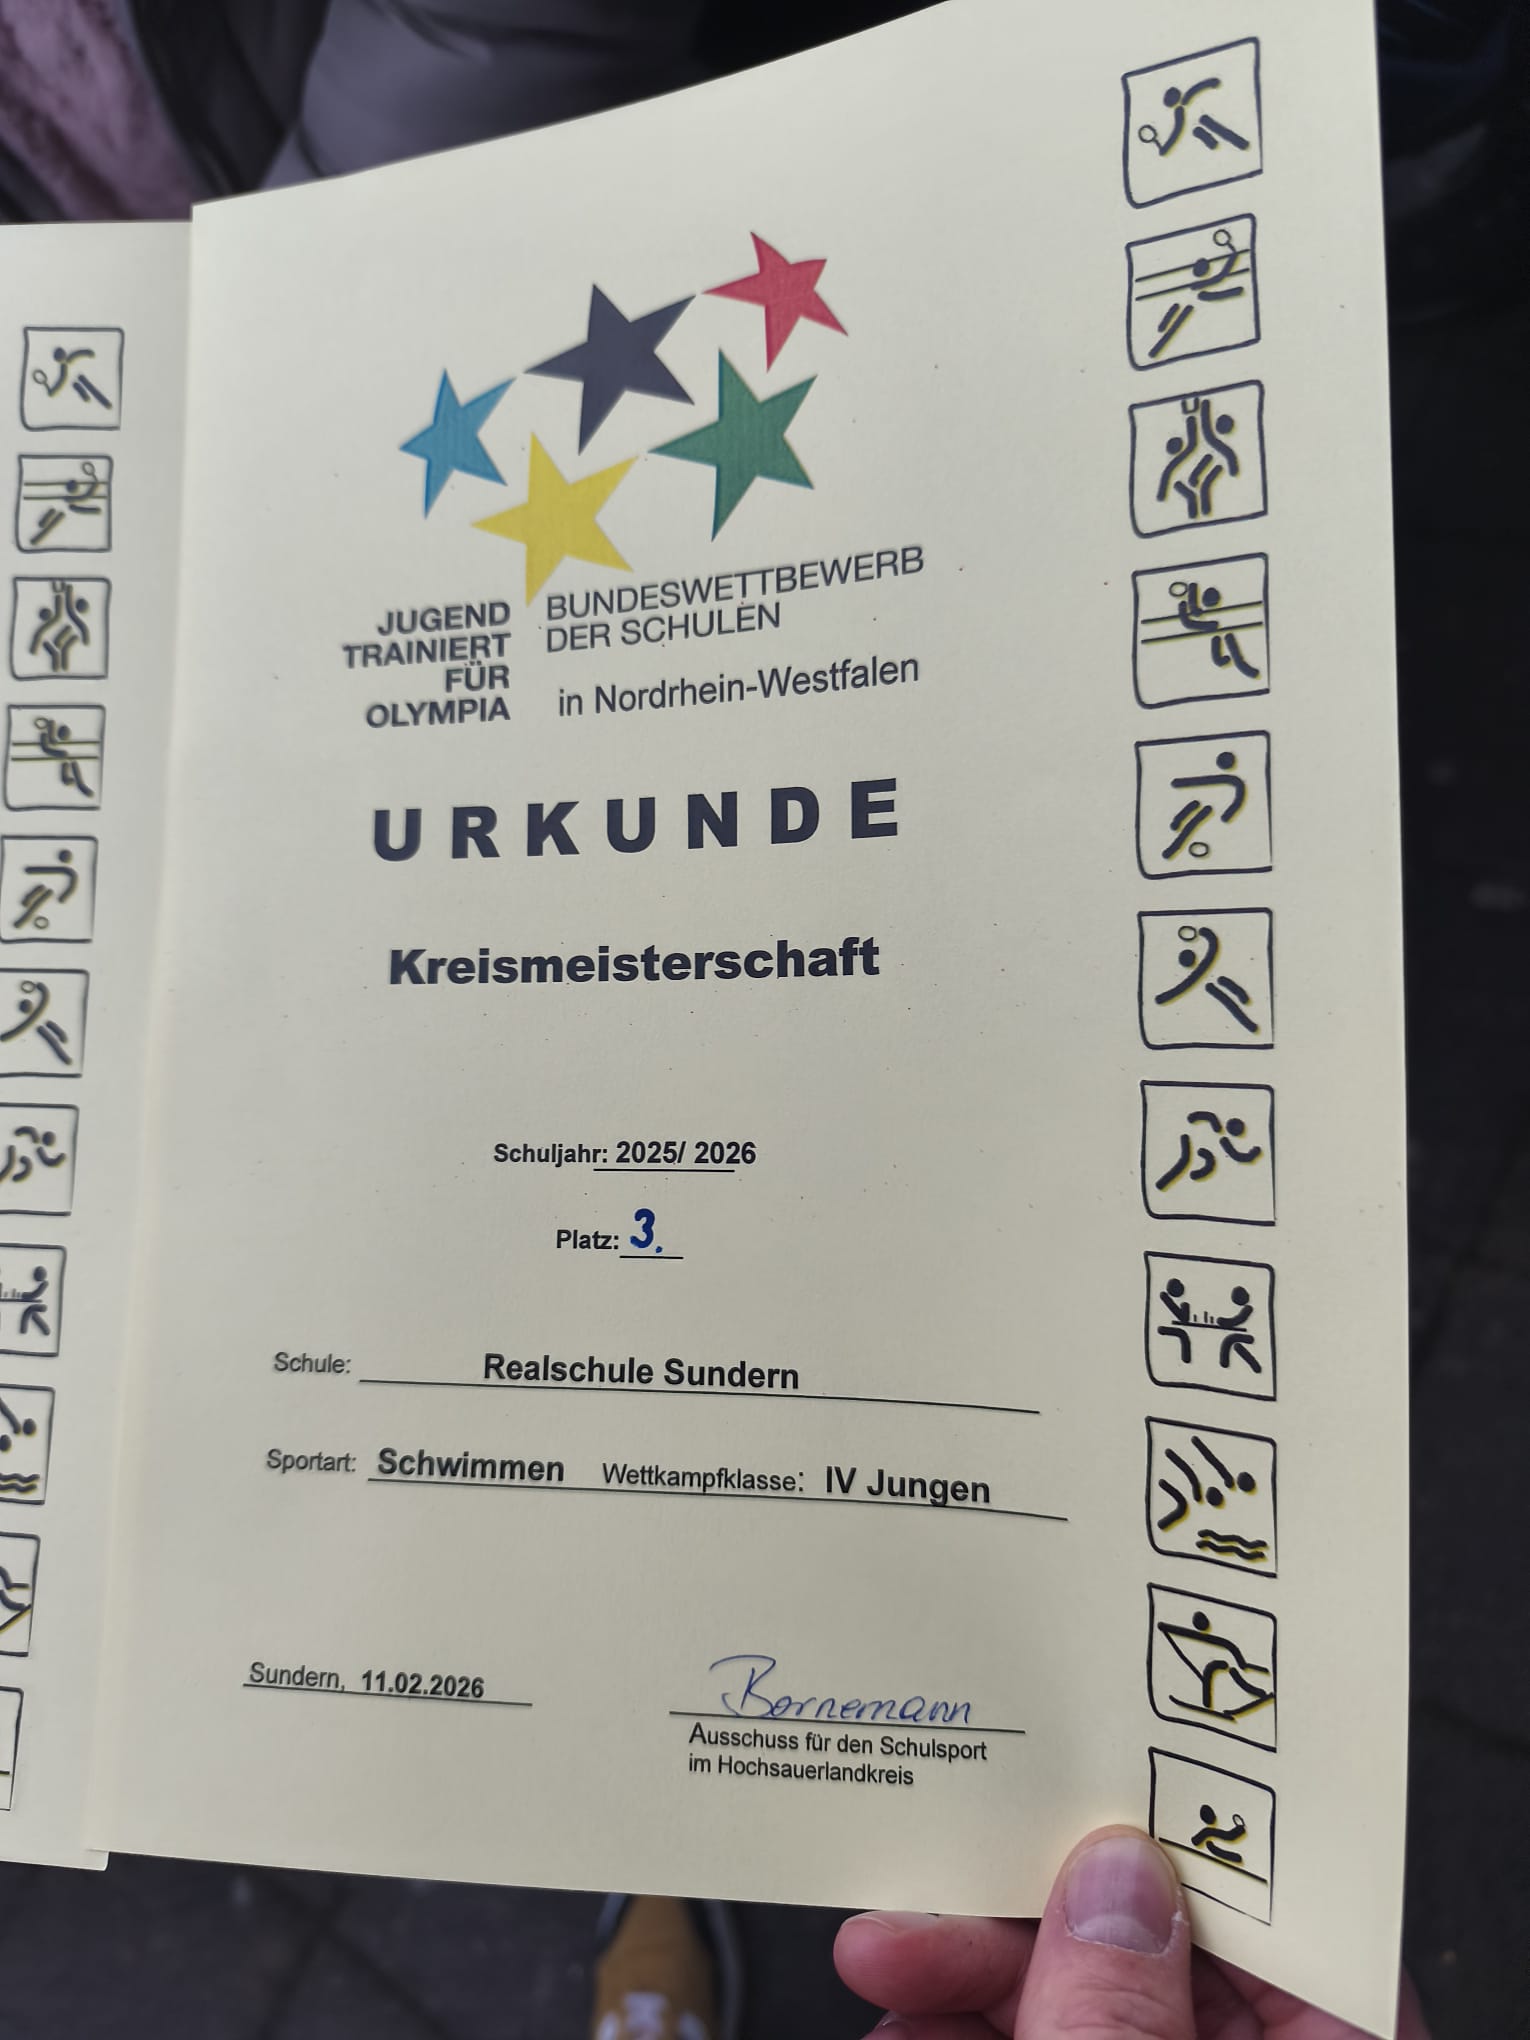 JUGEND
TRAINIERT
FÜR
OLYMPIA
BUNDESWETTBEWERB
DER SCHULEN
in Nordrhein-Westfalen
URKUNDE
Kreismeisterschaft
Schuljahr: 2025/ 2026
Platz: 3.
Schule: Realschule Sundern
Sportart: Schwimmen Wettkampfklasse: IV Jungen
Sundern, 11.02.2026
Bornemann
Ausschuss für den Schulsport
im Hochsauerlandkreis